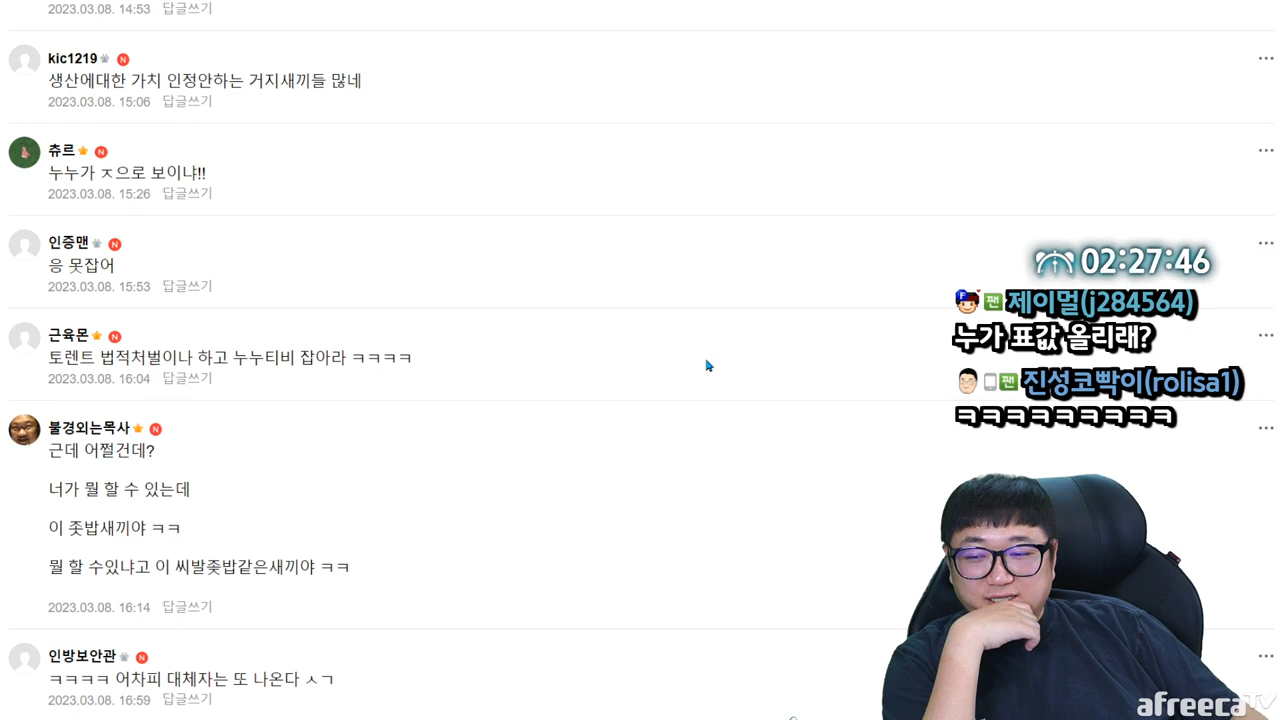 2023.03.08. 14:53 답글쓰기
kic1219 N
생산에대한 가치 인정안하는 거지새끼들 많네
2023.03.08. 15:06 답글쓰기
츄르 N
누누가 ㅈ으로 보이냐!!
2023.03.08. 15:26 답글쓰기
인중맨 N
응 못잡어
2023.03.08. 15:53 답글쓰기
근육몬 N
토렌트 법적처벌이나 하고 누누티비 잡아라 ㅋㅋㅋㅋ
2023.03.08. 16:04 답글쓰기
불경외는목사 N
근데 어쩔건데?
너가 뭘 할 수 있는데
이 좃밥새끼야 ㅋㅋ
뭘 할 수있냐고 이 씨발좃밥같은새끼야 ㅋㅋ
2023.03.08. 16:14 답글쓰기
인방보안관 N
ㅋㅋㅋㅋ 어차피 대체자는 또 나온다 ㅅㄱ
2023.03.08. 16:59 답글쓰기
02:27:46
F 팬 제이멀(j284564)
누가 표값 올리래?
팬 진성코빡이(rolisa1)
ㅋㅋㅋㅋㅋㅋㅋㅋㅋ
afreecaTV